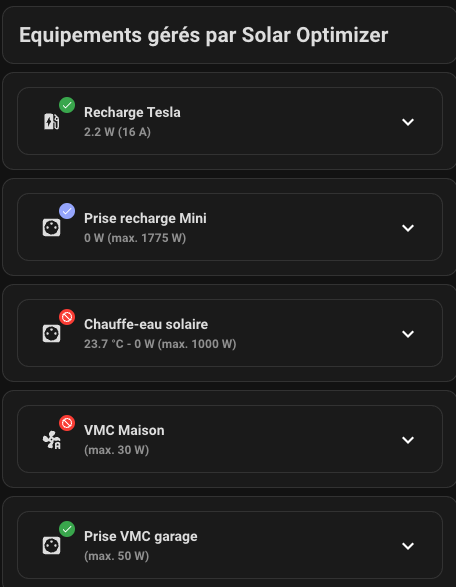 Equipements gérés par Solar Optimizer
Recharge Tesla
2.2 W (16 A)
Prise recharge Mini
0 W (max. 1775 W)
Chauffe-eau solaire
23.7 °C - 0 W (max. 1000 W)
VMC Maison
(max. 30 W)
Prise VMC garage
(max. 50 W)